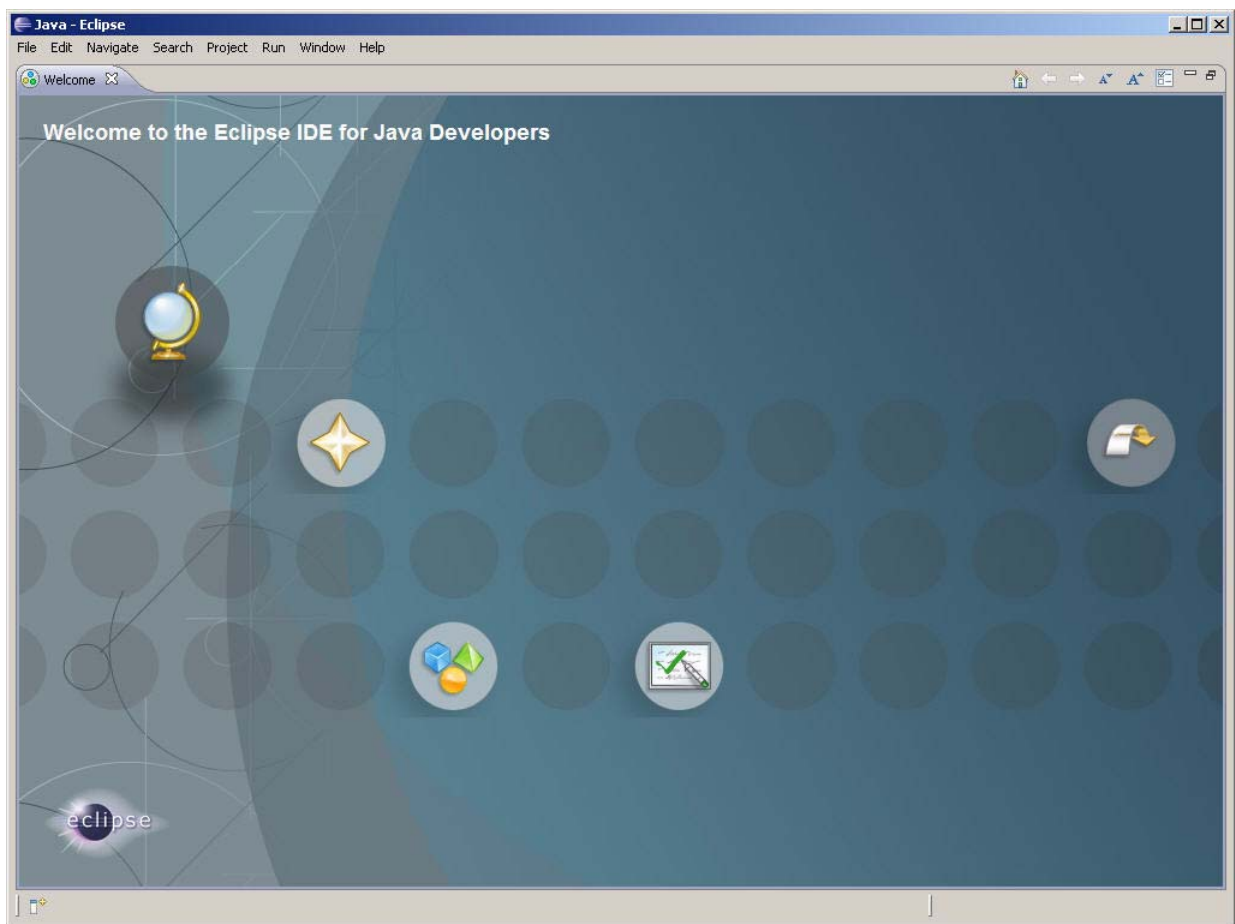 Java - Eclipse
File Edit Navigate Search Project Run Window Help
Welcome
A A
Welcome to the Eclipse IDE for Java Developers
eclipse